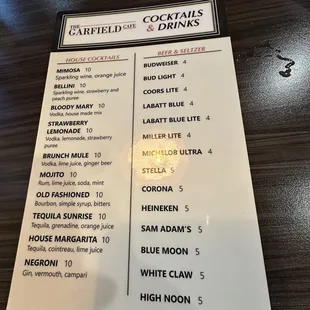 THE
GARFIELD CAFE
COCKTAILS
& DRINKS
HOUSE COCKTAILS
MIMOSA 10
Sparkling wine, orange juice
BELLINI 10
Sparkling wine, strawberry and
peach puree
BLOODY MARY 10
Vodka, house made mix
STRAWBERRY
LEMONADE 10
Vodka, lemonade, strawberry
puree
BRUNCH MULE 10
Vodka, lime juice, ginger beer
MOJITO 10
Rum, lime juice, soda, mint
OLD FASHIONED 10
Bourbon, simple syrup, bitters
TEQUILA SUNRISE 10
Tequila, grenadine, orange juice
HOUSE MARGARITA 10
Tequila, cointreau, lime juice
NEGRONI 10
Gin, vermouth, campari
BEER & SELTZER
BUDWEISER 4
BUD LIGHT 4
COORS LITE 4
LABATT BLUE 4
LABATT BLUE LITE 4
MILLER LITE 4
MICHELOB ULTRA 4
STELLA 5
CORONA 5
HEINEKEN 5
SAM ADAM'S 5
BLUE MOON 5
WHITE CLAW 5
HIGH NOON 5